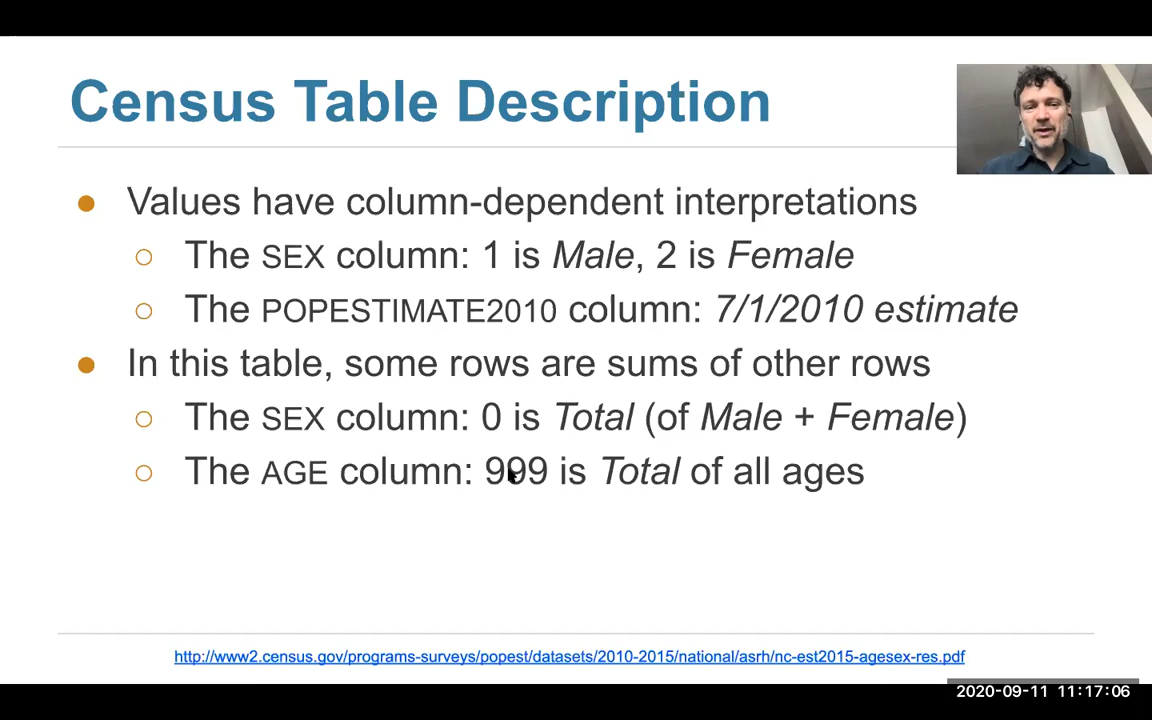 Census Table Description
● Values have column-dependent interpretations
○ The SEX column: 1 is Male, 2 is Female
○ The POPESTIMATE2010 column: 7/1/2010 estimate
● In this table, some rows are sums of other rows
○ The SEX column: 0 is Total (of Male + Female)
○ The AGE column: 999 is Total of all ages
http://www2.census.gov/programs-surveys/popest/datasets/2010-2015/national/asrh/nc-est2015-agesex-res.pdf
2020-09-11 11:17:06